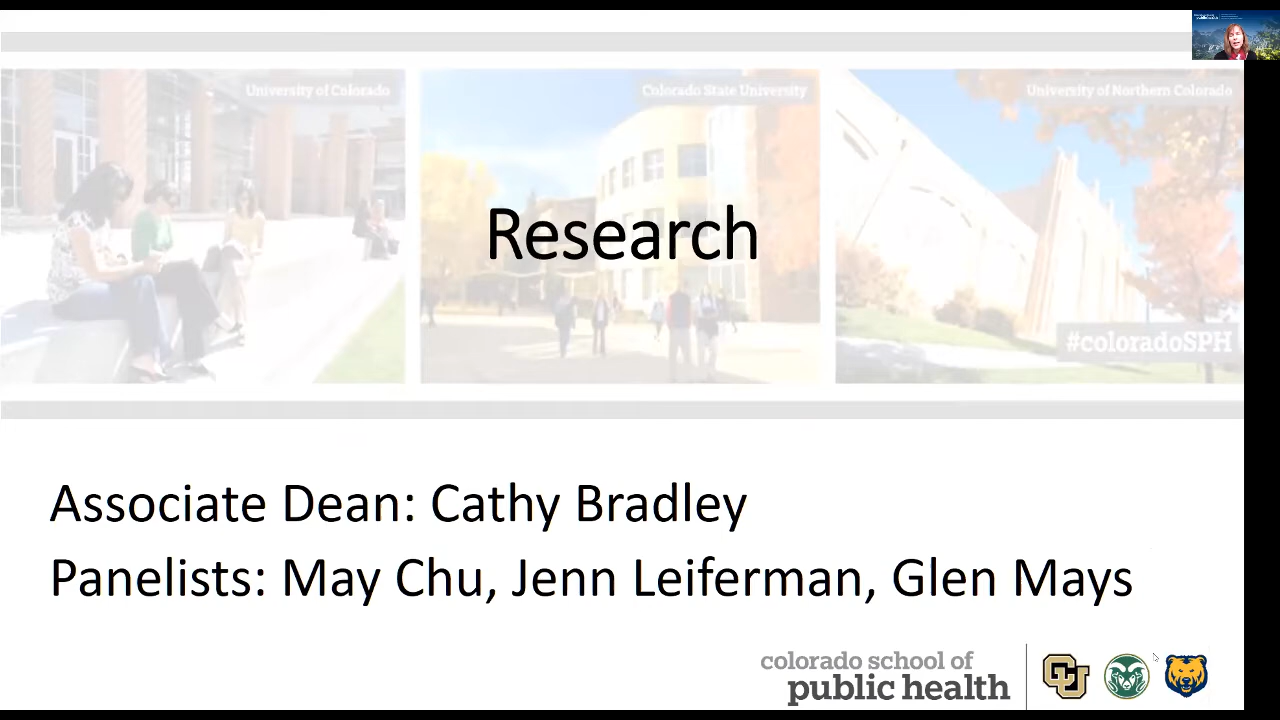 University of Colorado
Colorado State University
University of Northern Colorado
Research
#coloradoSPH
Associate Dean: Cathy Bradley
Panelists: May Chu, Jenn Leiferman, Glen Mays
colorado school of
public health
CU